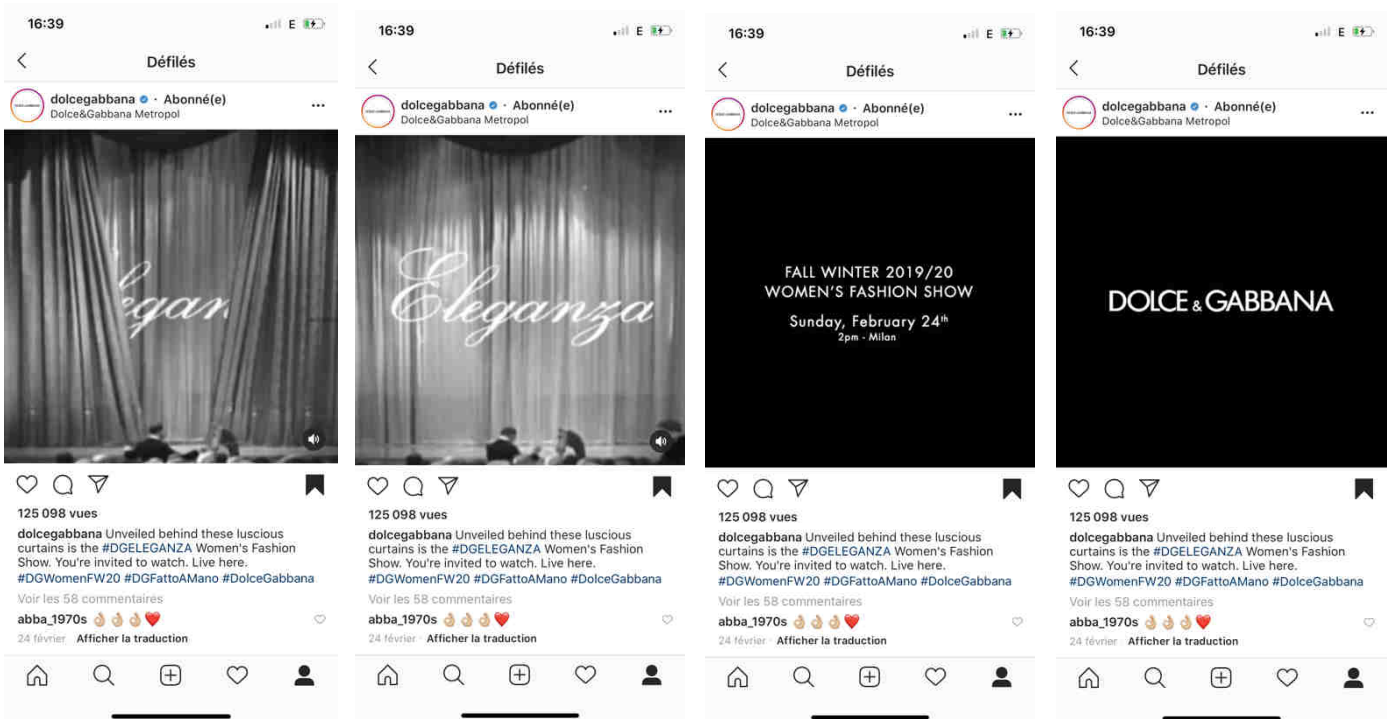 16:39
E
Défilés
dolcegabbana · Abonné(e)
Dolce&Gabbana Metropol
egan
125 098 vues
dolcegabbana Unveiled behind these luscious
curtains is the #DGELEGANZA Women's Fashion
Show. You're invited to watch. Live here.
#DGWomenFW20 #DGFattoAMano #DolceGabbana
Voir les 58 commentaires
abba_1970s
24 février · Afficher la traduction
16:39
E
Défilés
dolcegabbana · Abonné(e)
Dolce&Gabbana Metropol
Eleganza
125 098 vues
dolcegabbana Unveiled behind these luscious
curtains is the #DGELEGANZA Women's Fashion
Show. You're invited to watch. Live here.
#DGWomenFW20 #DGFattoAMano #DolceGabbana
Voir les 58 commentaires
abba_1970s
24 février · Afficher la traduction
16:39
E
Défilés
dolcegabbana · Abonné(e)
Dolce&Gabbana Metropol
FALL WINTER 2019/20
WOMEN'S FASHION SHOW
Sunday, February 24th
2pm - Milan
125 098 vues
dolcegabbana Unveiled behind these luscious
curtains is the #DGELEGANZA Women's Fashion
Show. You're invited to watch. Live here.
#DGWomenFW20 #DGFattoAMano #DolceGabbana
Voir les 58 commentaires
abba_1970s
24 février · Afficher la traduction
16:39
E
Défilés
dolcegabbana · Abonné(e)
Dolce&Gabbana Metropol
DOLCE & GABBANA
125 098 vues
dolcegabbana Unveiled behind these luscious
curtains is the #DGELEGANZA Women's Fashion
Show. You're invited to watch. Live here.
#DGWomenFW20 #DGFattoAMano #DolceGabbana
Voir les 58 commentaires
abba_1970s
24 février · Afficher la traduction